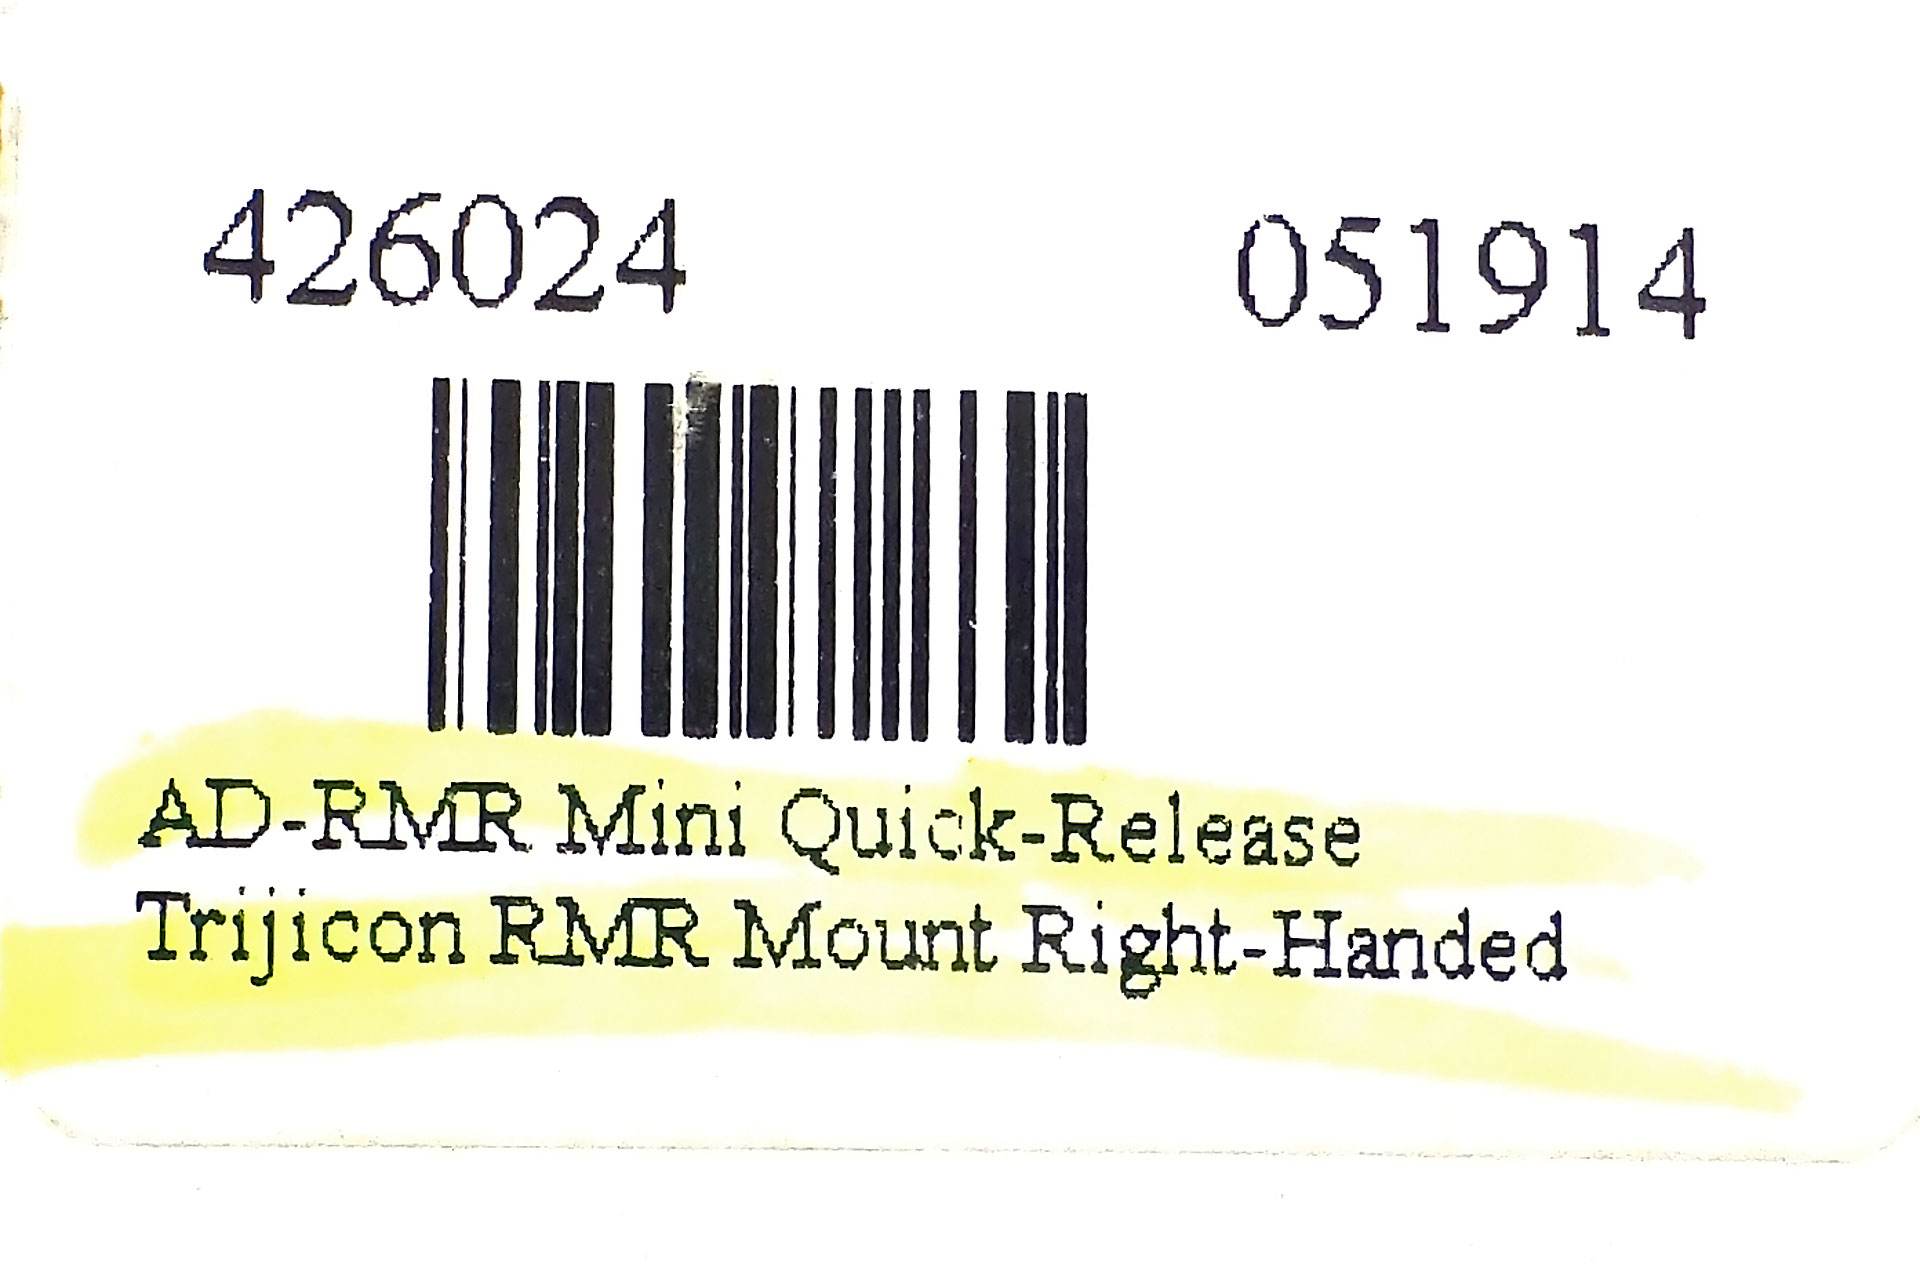 426024 051914
AD-RMR Mini Quick-Release
Trijicon RMR Mount Right-Handed